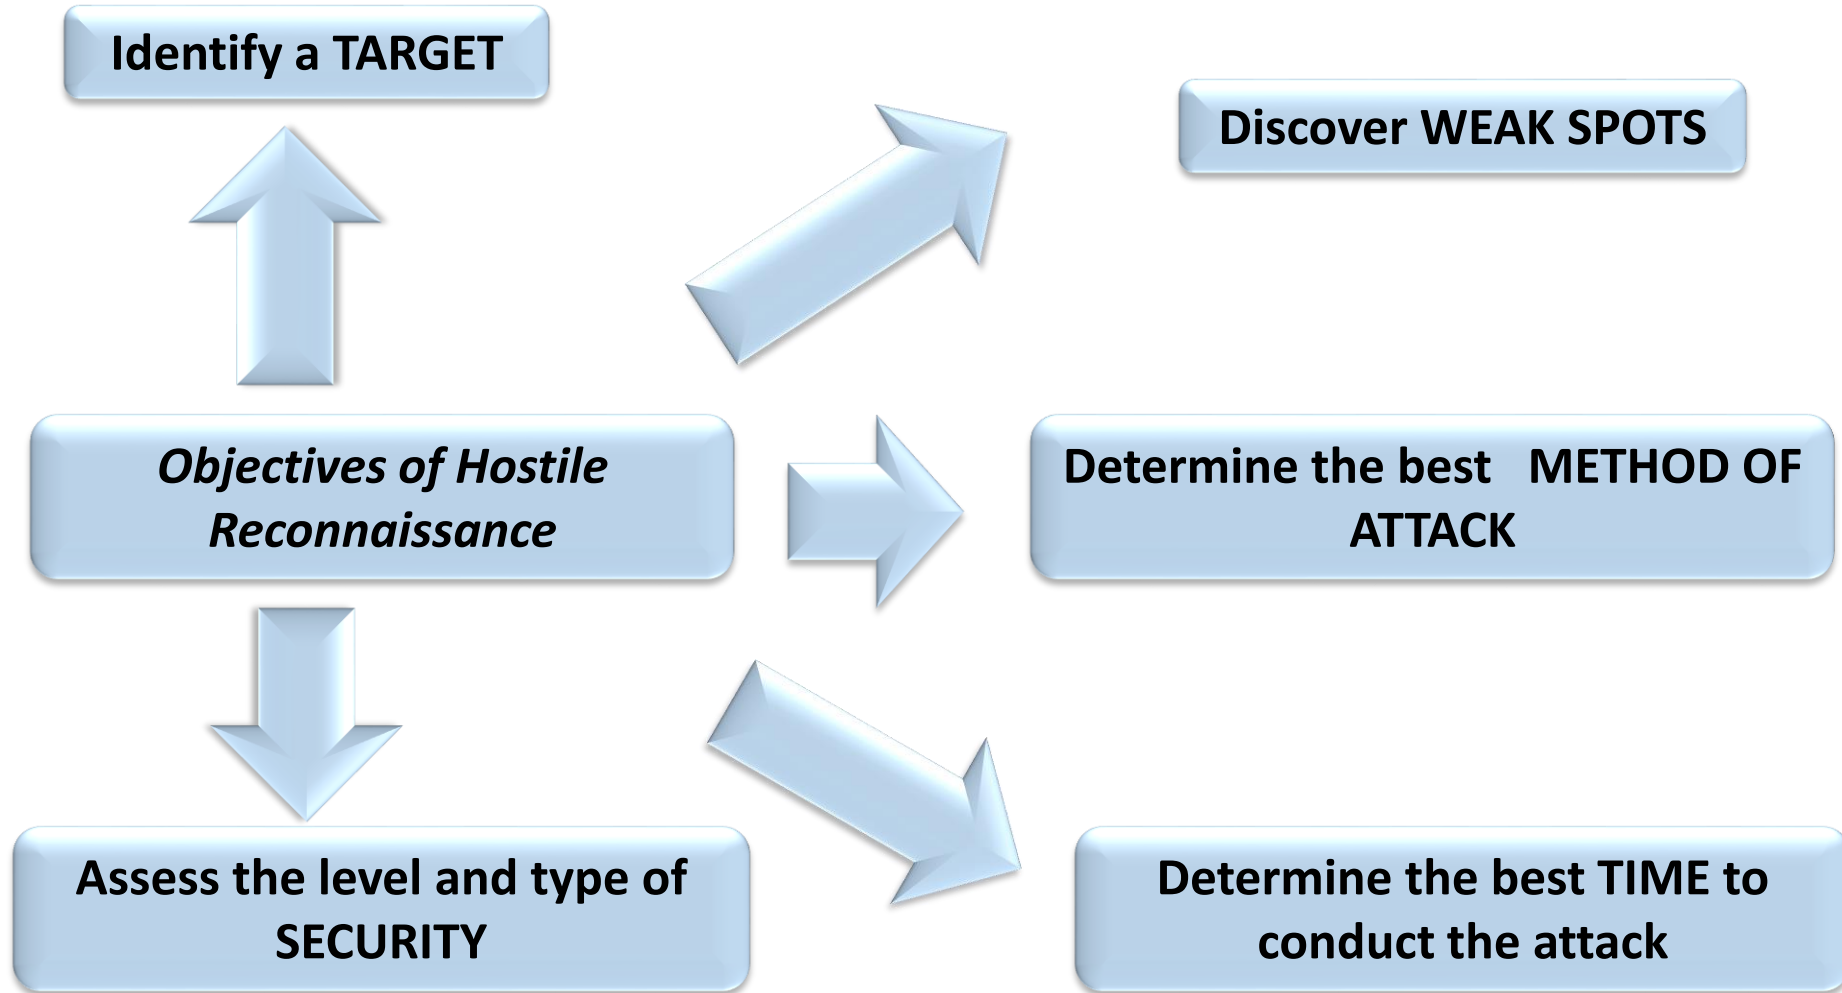 Identify a TARGET
Discover WEAK SPOTS
Objectives of Hostile
Reconnaissance
Determine the best   METHOD OF
ATTACK
Assess the level and type of
SECURITY
Determine the best TIME to
conduct the attack